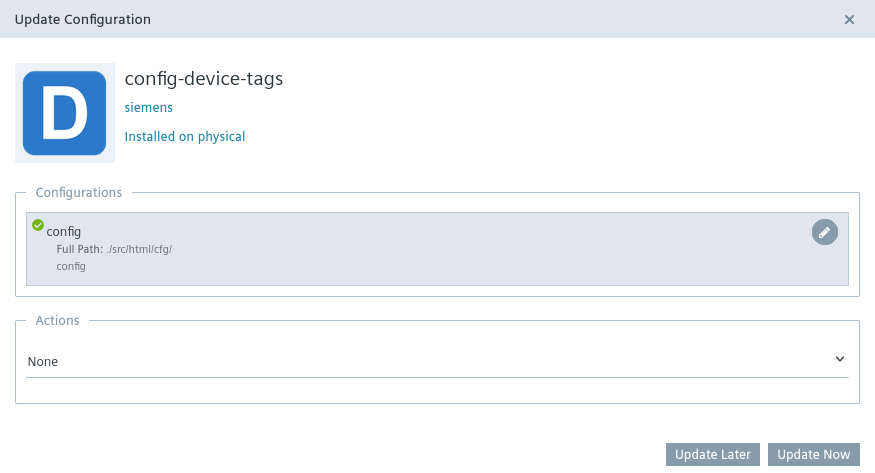 Update Configuration
D
config-device-tags
siemens
Installed on physical
Configurations
config
Full Path: ./src/html/cfg/
config
Actions
None
Update Later
Update Now